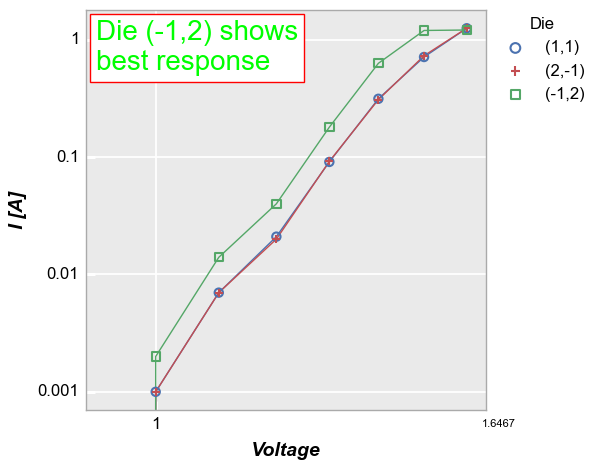 Die (-1,2) shows
best response
Die
(1,1)
(2,-1)
(-1,2)
1
0.1
0.01
0.001
I [A]
1
1.6467
Voltage